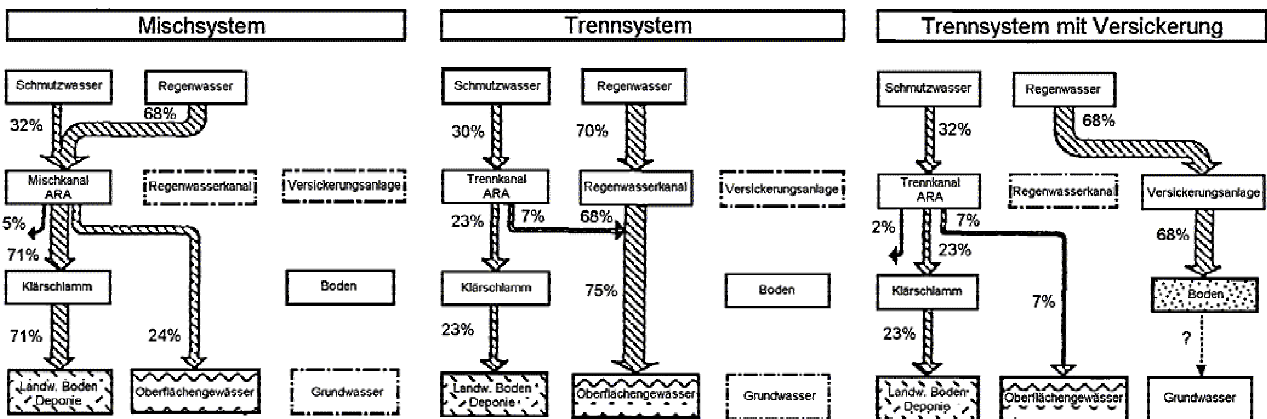 Mischsystem
Schmutzwasser
Regenwasser
32%
68%
Mischkanal
ARA
Regenwasserkanal
Versickerungsanlage
5%
71%
Klärschlamm
Boden
71%
24%
Landw. Boden
Deponie
Oberflächengewässer
Grundwasser
Trennsystem
Schmutzwasser
Regenwasser
30%
70%
Trennkanal
ARA
Regenwasserkanal
Versickerungsanlage
23%
7%
68%
Klärschlamm
75%
Boden
23%
Landw. Boden
Deponie
Oberflächengewässer
Grundwasser
Trennsystem mit Versickerung
Schmutzwasser
Regenwasser
32%
68%
Trennkanal
ARA
Regenwasserkanal
Versickerungsanlage
2%
7%
23%
68%
Klärschlamm
Boden
7%
23%
?
Landw. Boden
Deponie
Oberflächengewässer
Grundwasser